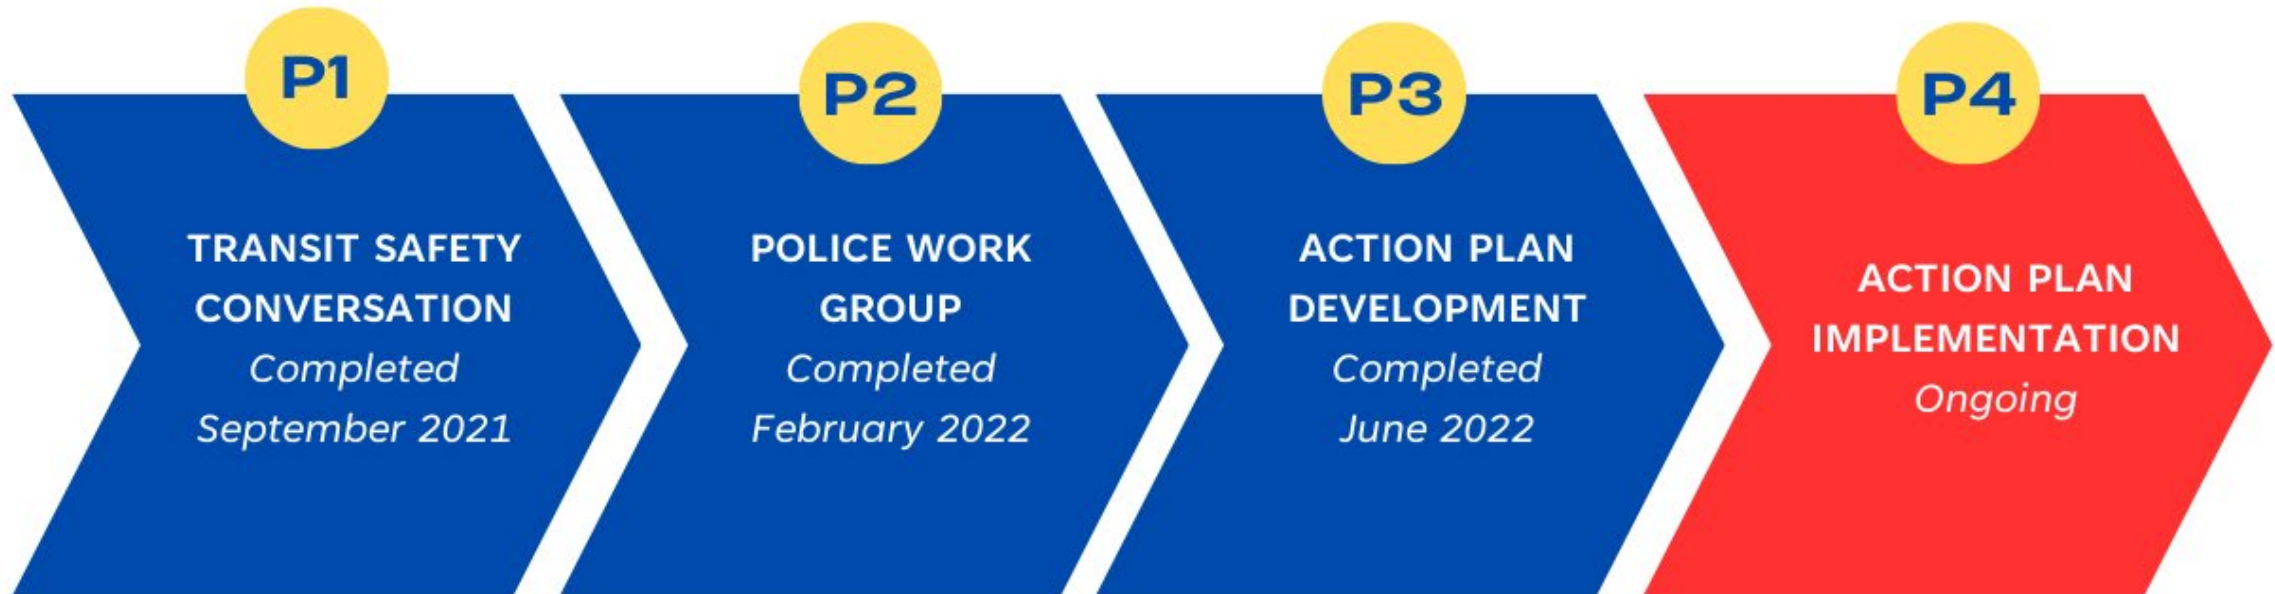 P1
TRANSIT SAFETY
CONVERSATION
Completed
September 2021
P2
POLICE WORK
GROUP
Completed
February 2022
P3
ACTION PLAN
DEVELOPMENT
Completed
June 2022
P4
ACTION PLAN
IMPLEMENTATION
Ongoing